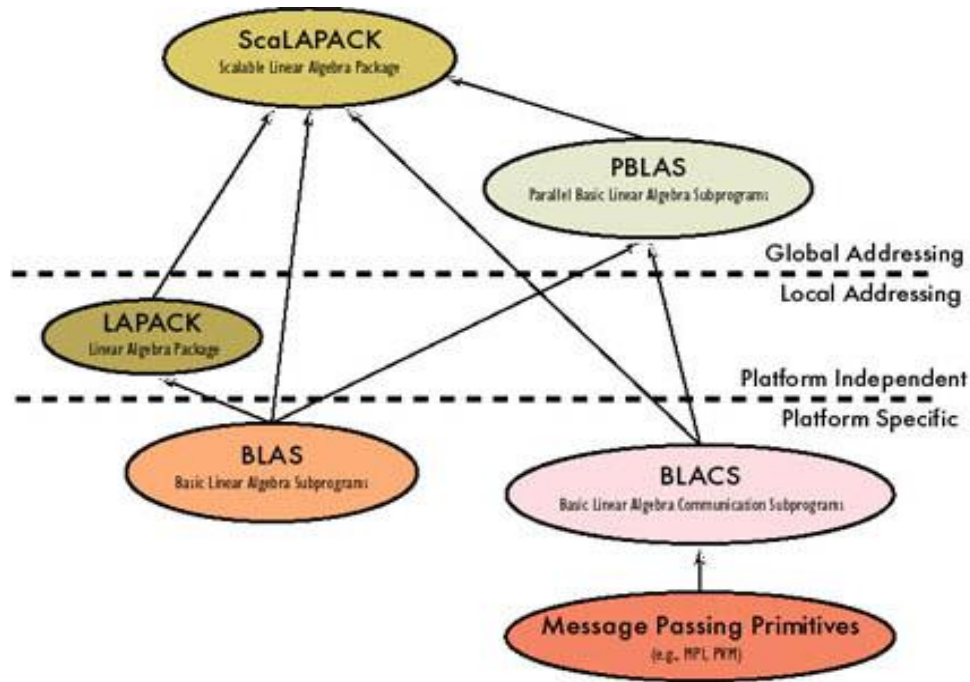 ScaLAPACK
Scalable Linear Algebra Package
PBLAS
Parallel Basic Linear Algebra Subprograms
Global Addressing
Local Addressing
LAPACK
Linear Algebra Package
Platform Independent
Platform Specific
BLAS
Basic Linear Algebra Subprograms
BLACS
Basic Linear Algebra Communication Subprograms
Message Passing Primitives
(e.g., MPI, PVM)